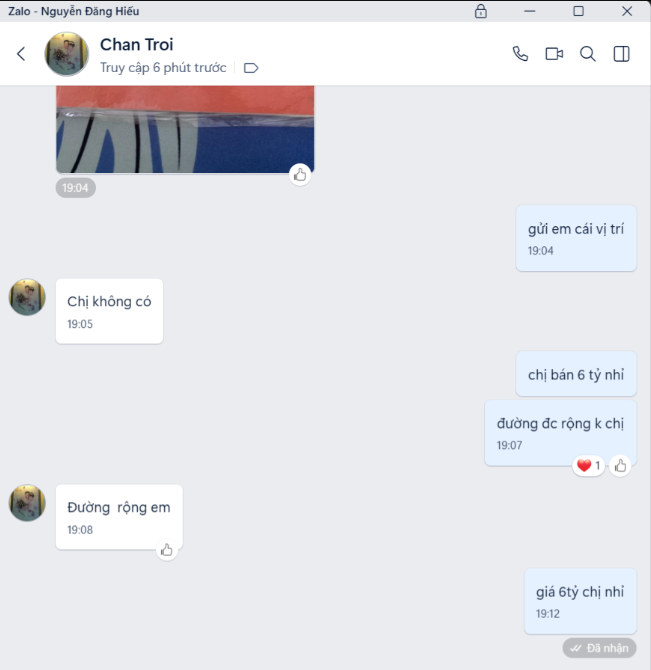 Zalo - Nguyễn Đăng Hiếu
Chan Troi
Truy cập 6 phút trước
19:04
gửi em cái vị trí
19:04
Chị không có
19:05
chị bán 6 tỷ nhỉ
đường đc rộng k chị
19:07
1
Đường  rộng em
19:08
giá 6tỷ chị nhỉ
19:12
Đã nhận